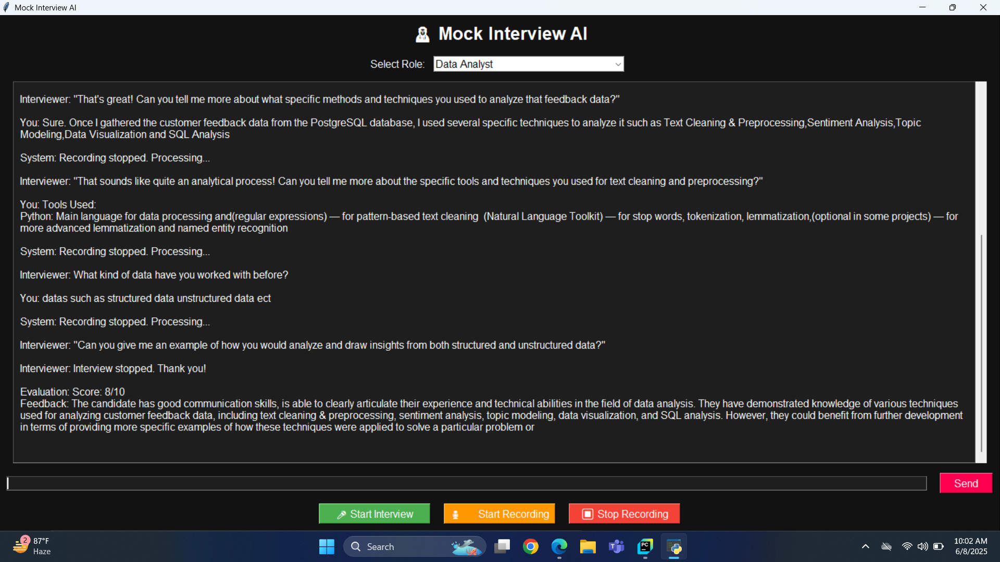 Mock Interview AI
Mock Interview AI
Select Role: Data Analyst
Interviewer: "That's great! Can you tell me more about what specific methods and techniques you used to analyze that feedback data?"
You: Sure. Once I gathered the customer feedback data from the PostgreSQL database, I used several specific techniques to analyze it such as Text Cleaning & Preprocessing,Sentiment Analysis,Topic
Modeling,Data Visualization and SQL Analysis
System: Recording stopped. Processing...
Interviewer: "That sounds like quite an analytical process! Can you tell me more about the specific tools and techniques you used for text cleaning and preprocessing?"
You: Tools Used:
Python: Main language for data processing and(regular expressions) — for pattern-based text cleaning  (Natural Language Toolkit) — for stop words, tokenization, lemmatization,(optional in some projects) — for
more advanced lemmatization and named entity recognition
System: Recording stopped. Processing...
Interviewer: What kind of data have you worked with before?
You: datas such as structured data unstructured data ect
System: Recording stopped. Processing...
Interviewer: "Can you give me an example of how you would analyze and draw insights from both structured and unstructured data?"
Interviewer: Interview stopped. Thank you!
Evaluation: Score: 8/10
Feedback: The candidate has good communication skills, is able to clearly articulate their experience and technical abilities in the field of data analysis. They have demonstrated knowledge of various techniques
used for analyzing customer feedback data, including text cleaning & preprocessing, sentiment analysis, topic modeling, data visualization, and SQL analysis. However, they could benefit from further development
in terms of providing more specific examples of how these techniques were applied to solve a particular problem or
Send
Start Interview
Start Recording
Stop Recording
2
87°F
Haze
Search
PC
10:02 AM
6/8/2025